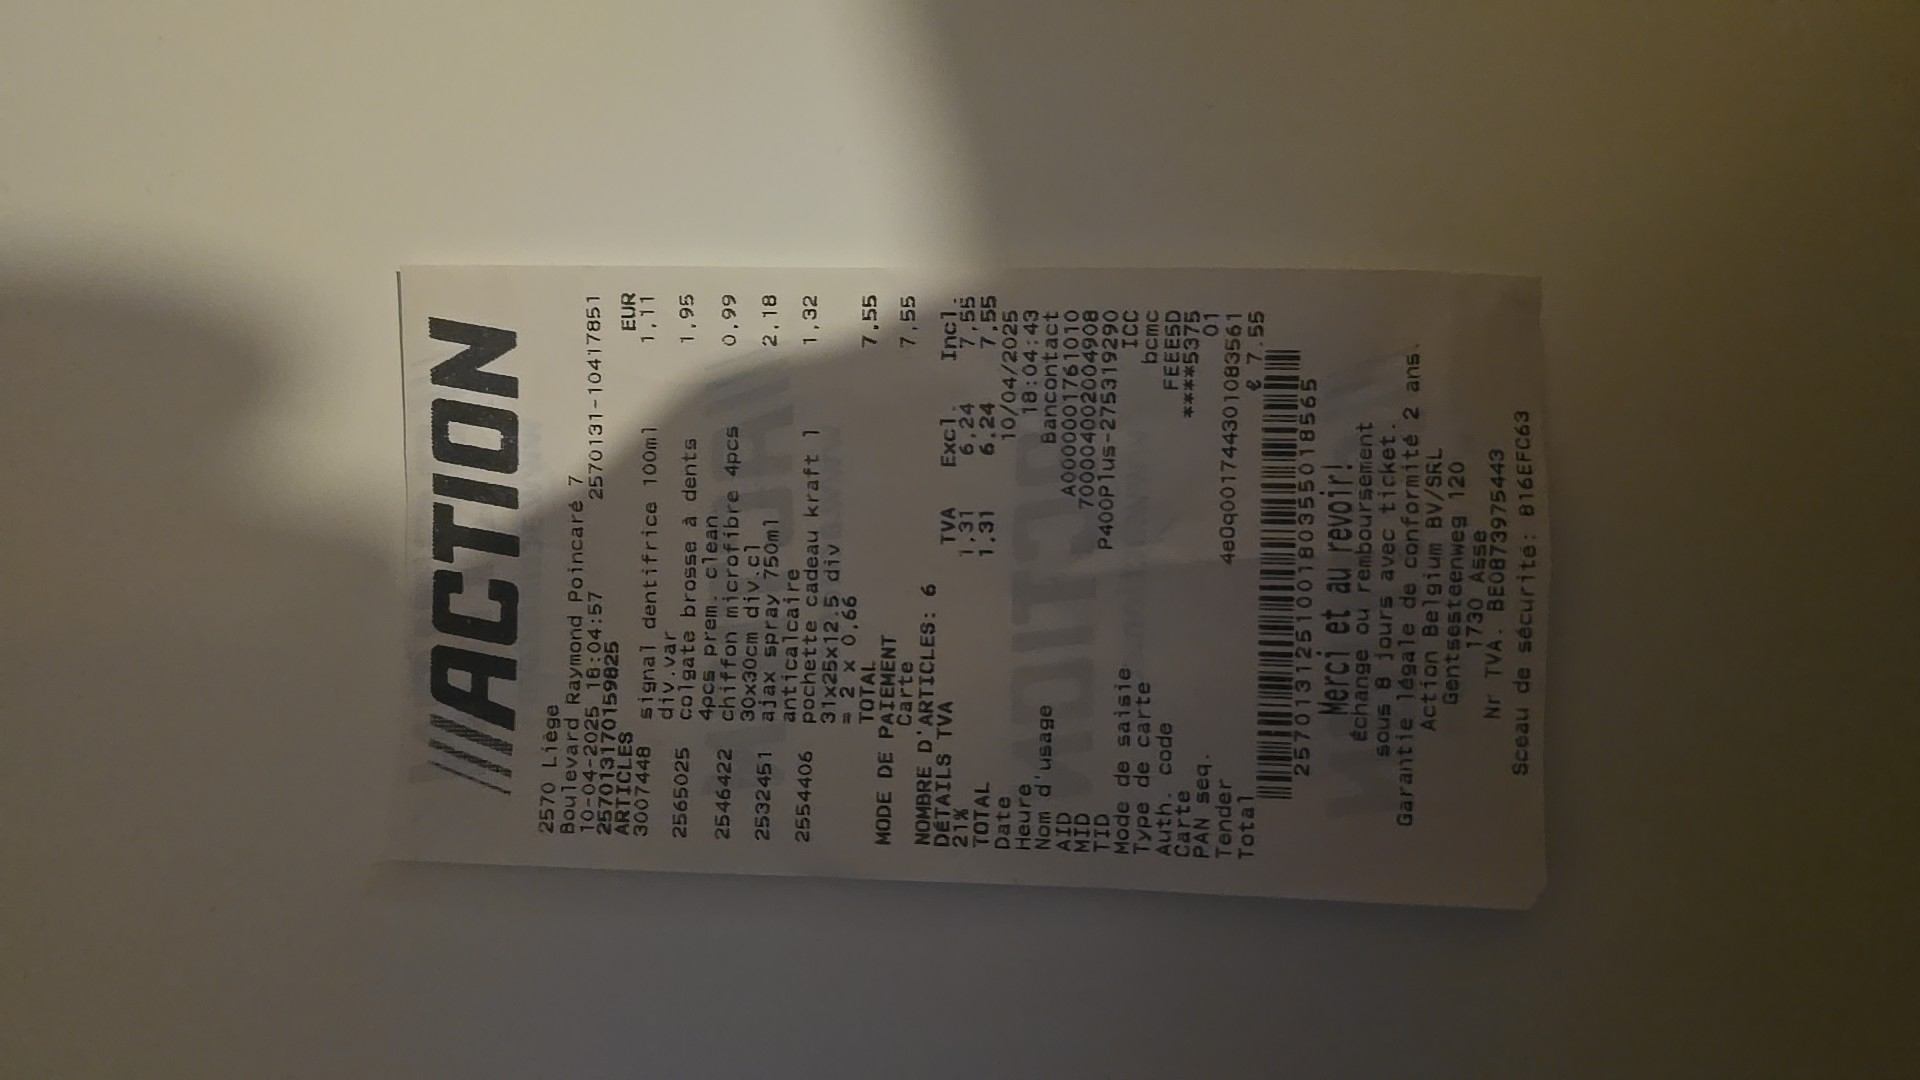 ACTION
2570 Liège
Boulevard Raymond Poincaré 7
10-04-2025 18:04:57 2570131-10417851
257013170159825
ARTICLES EUR
3007448 signal dentifrice 100ml 1,11
div.var
2565025 colgate brosse à dents 1,95
4pcs prem. clean
2546422 chiffon microfibre 4pcs 0,99
30x30cm div.cl
2532451 ajax spray 750ml 2,18
anticalcaire
2554406 pochette cadeau kraft l 1,32
31x25x12.5 div
= 2 x 0,66
TOTAL 7,55
MODE DE PAIEMENT
Carte 7,55
NOMBRE D'ARTICLES: 6
DÉTAILS TVA TVA Excl. Incl.
21% 1,31 6,24 7,55
TOTAL 1,31 6,24 7,55
Date 10/04/2025
Heure 18:04:43
Nom d'usage Bancontact
AID A0000001761010
MID 700004002004908
TID P400Plus-275319290
Mode de saisie ICC
Type de carte bcmc
Auth. code FEEE5D
Carte ****5375
PAN seq. 01
Tender 480q001744301083561
Total € 7.55
257013112510018035501 8565
Merci et au revoir!
Échange ou remboursement
sous 8 jours avec ticket.
Garantie légale de conformité 2 ans.
Action Belgium BV/SRL
Gentsesteenweg 120
1730 Asse
Nr TVA. BE0873975443
Sceau de sécurité: B16EFC63